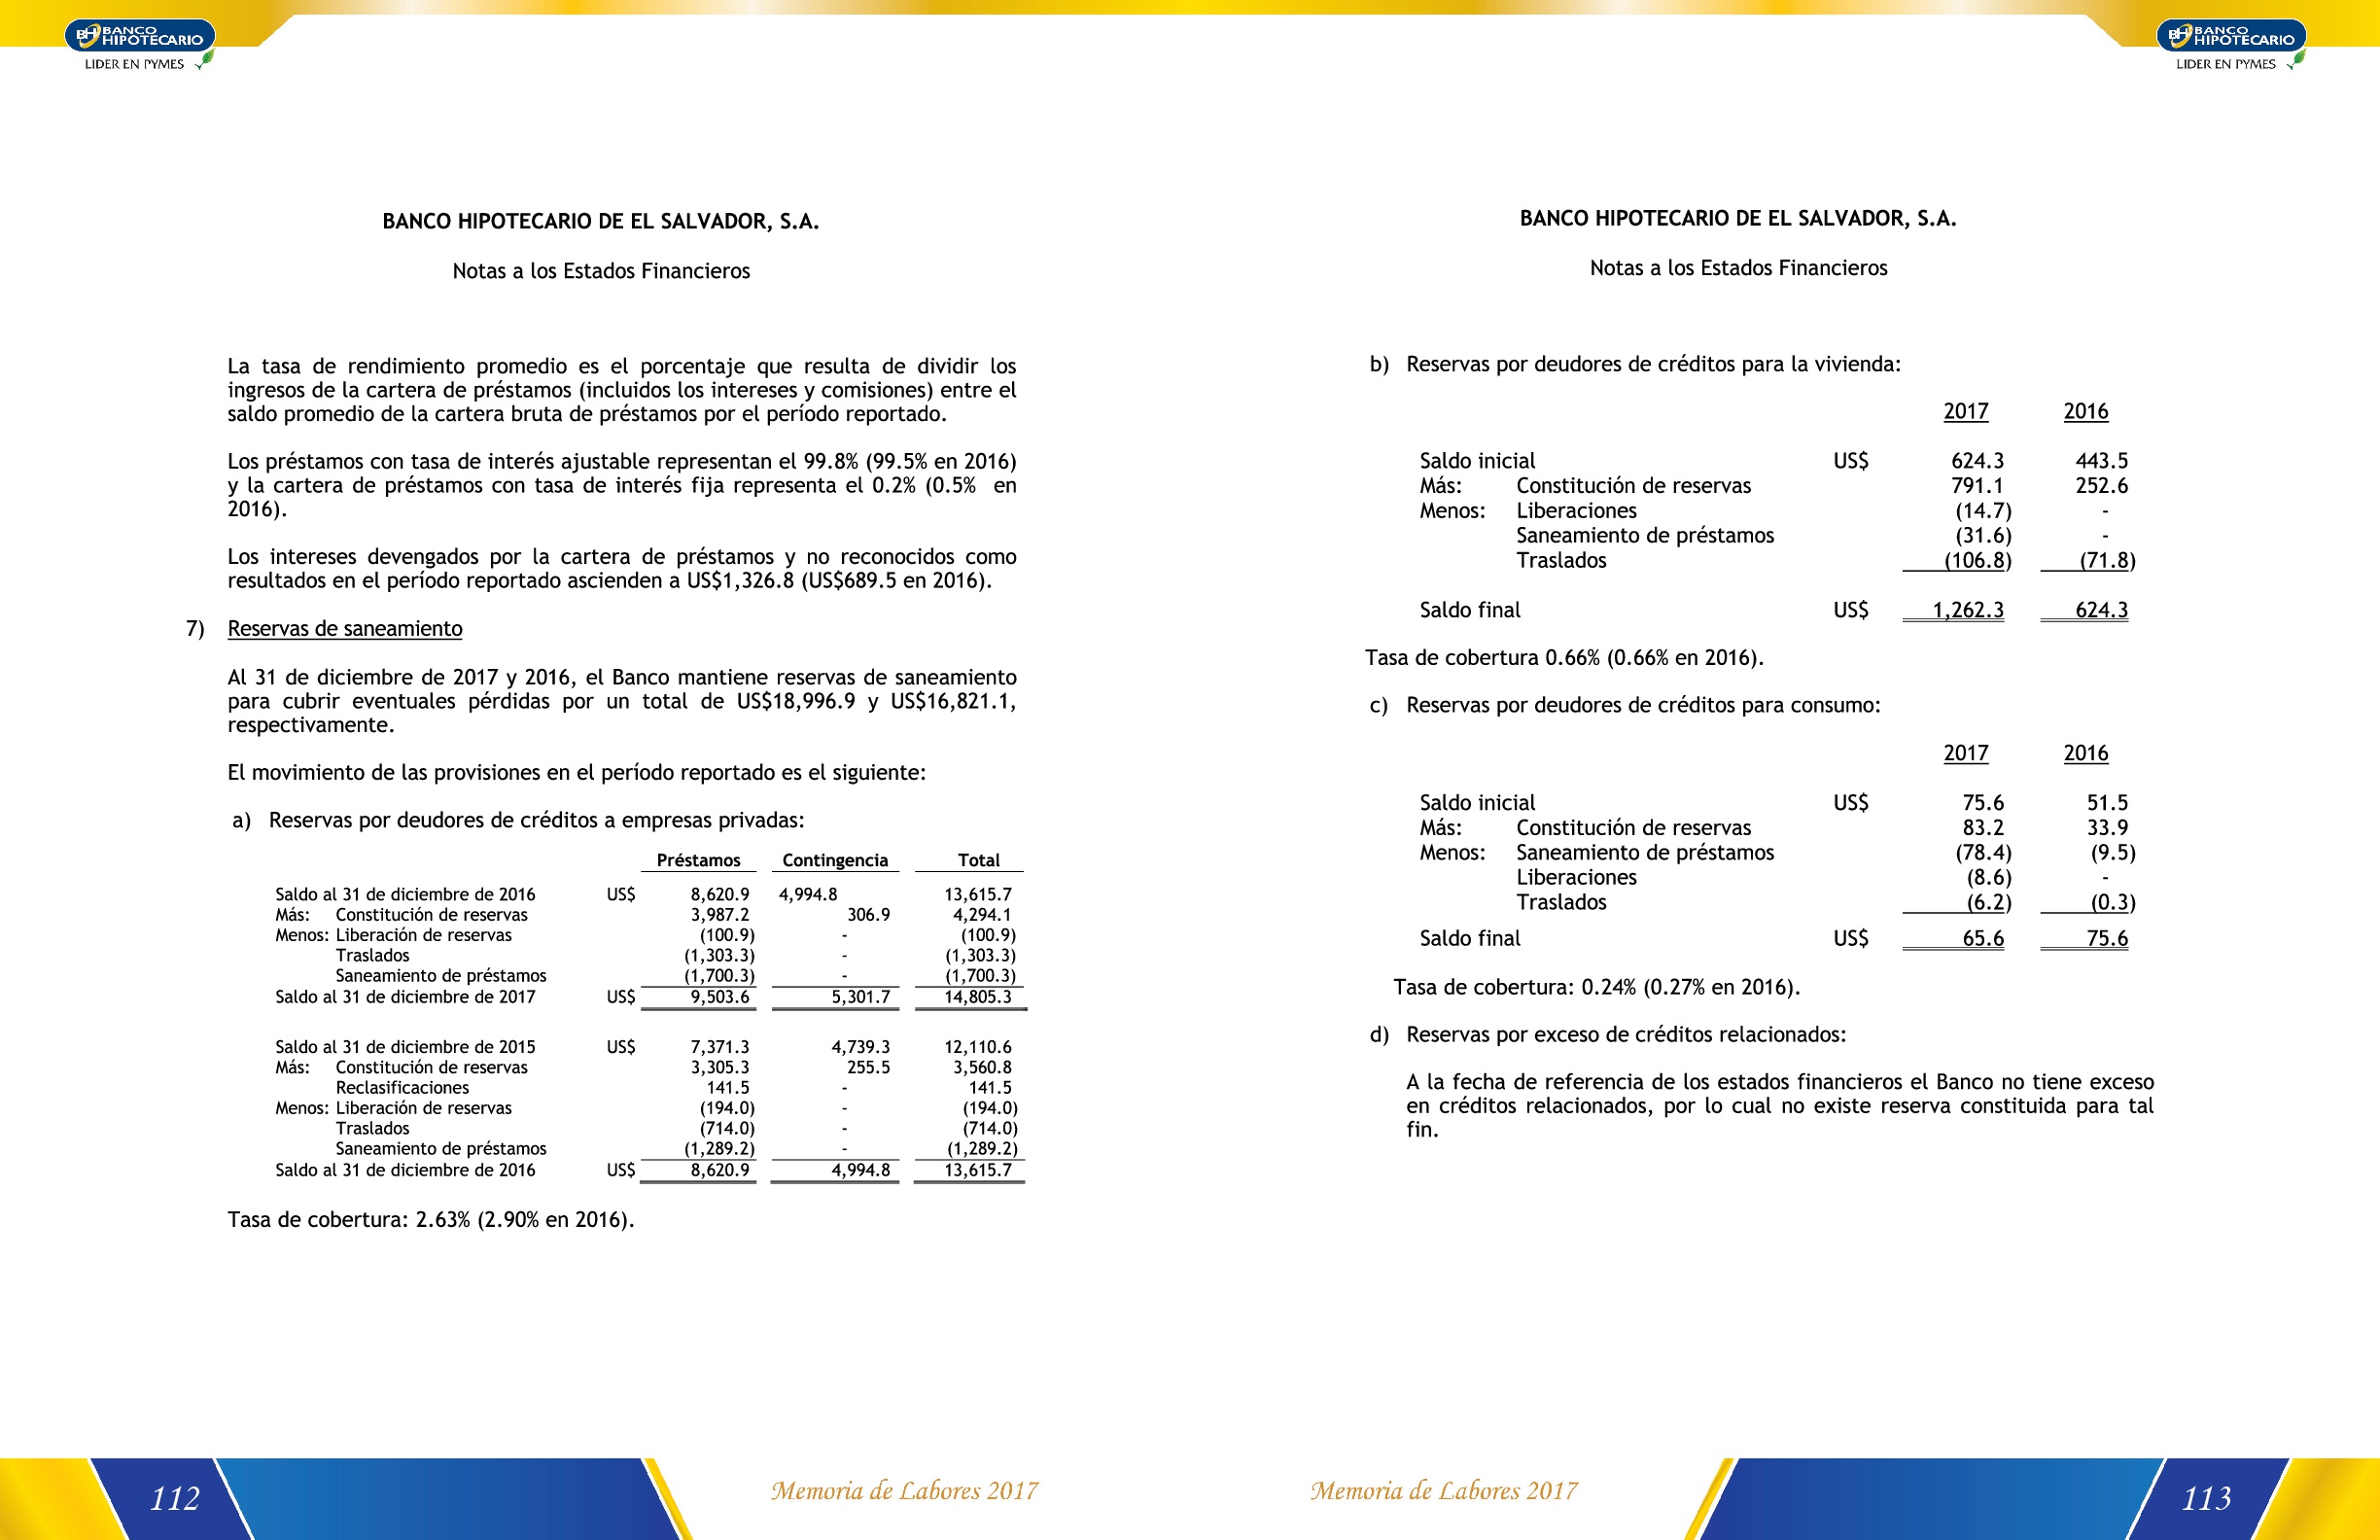 BANCO
HIPOTECARIO
LIDER EN PYMES
BANCO HIPOTECARIO DE EL SALVADOR, S.A.
Notas a los Estados Financieros
La tasa de rendimiento promedio es el porcentaje que resulta de dividir los
ingresos de la cartera de préstamos (incluidos los intereses y comisiones) entre el
saldo promedio de la cartera bruta de préstamos por el período reportado.
Los préstamos con tasa de interés ajustable representan el 99.8% (99.5% en 2016)
y la cartera de préstamos con tasa de interés fija representa el 0.2% (0.5% en
2016).
Los intereses devengados por la cartera de préstamos y no reconocidos como
resultados en el período reportado ascienden a US$1,326.8 (US$689.5 en 2016).
7) Reservas de saneamiento
Al 31 de diciembre de 2017 y 2016, el Banco mantiene reservas de saneamiento
para cubrir eventuales pérdidas por un total de US$18,996.9 y US$16,821.1,
respectivamente.
El movimiento de las provisiones en el período reportado es el siguiente:
a) Reservas por deudores de créditos a empresas privadas:
Préstamos Contingencia Total
Saldo al 31 de diciembre de 2016 US$ 8,620.9 4,994.8 13,615.7
Más: Constitución de reservas 3,987.2 306.9 4,294.1
Menos: Liberación de reservas (100.9) - (100.9)
Traslados (1,303.3) - (1,303.3)
Saneamiento de préstamos (1,700.3) - (1,700.3)
Saldo al 31 de diciembre de 2017 US$ 9,503.6 5,301.7 14,805.3
Saldo al 31 de diciembre de 2015 US$ 7,371.3 4,739.3 12,110.6
Más: Constitución de reservas 3,305.3 255.5 3,560.8
Reclasificaciones 141.5 - 141.5
Menos: Liberación de reservas (194.0) - (194.0)
Traslados (714.0) - (714.0)
Saneamiento de préstamos (1,289.2) - (1,289.2)
Saldo al 31 de diciembre de 2016 US$ 8,620.9 4,994.8 13,615.7
Tasa de cobertura: 2.63% (2.90% en 2016).
112
Memoria de Labores 2017
BANCO
HIPOTECARIO
LIDER EN PYMES
BANCO HIPOTECARIO DE EL SALVADOR, S.A.
Notas a los Estados Financieros
b) Reservas por deudores de créditos para la vivienda:
2017 2016
Saldo inicial US$ 624.3 443.5
Más: Constitución de reservas 791.1 252.6
Menos: Liberaciones (14.7) -
Saneamiento de préstamos (31.6) -
Traslados (106.8) (71.8)
Saldo final US$ 1,262.3 624.3
Tasa de cobertura 0.66% (0.66% en 2016).
c) Reservas por deudores de créditos para consumo:
2017 2016
Saldo inicial US$ 75.6 51.5
Más: Constitución de reservas 83.2 33.9
Menos: Saneamiento de préstamos (78.4) (9.5)
Liberaciones (8.6) -
Traslados (6.2) (0.3)
Saldo final US$ 65.6 75.6
Tasa de cobertura: 0.24% (0.27% en 2016).
d) Reservas por exceso de créditos relacionados:
A la fecha de referencia de los estados financieros el Banco no tiene exceso
en créditos relacionados, por lo cual no existe reserva constituida para tal
fin.
Memoria de Labores 2017
113